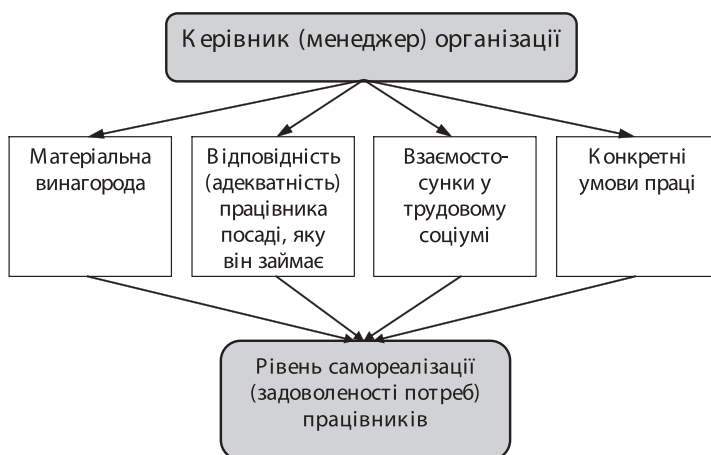 Керівник (менеджер) організації
Матеріальна
винагорода
Відповідність
(адекватність)
працівника
посаді, яку
він займає
Взаємосто-
сунки у
трудовому
соціумі
Конкретні
умови праці
Рівень самореалізації
(задоволеності потреб)
працівників